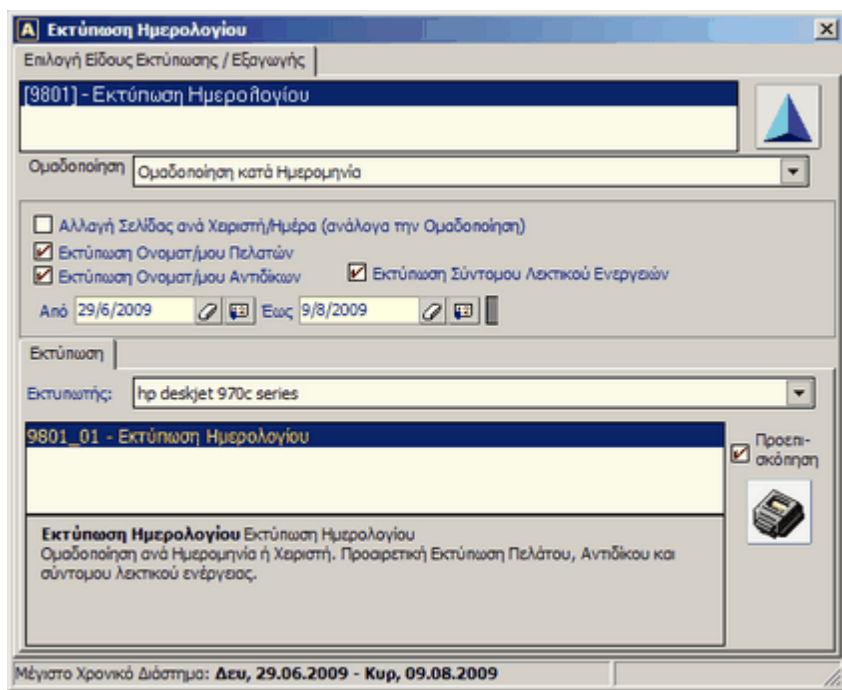 A Εκτύπωση Ημερολογίου
Επιλογή Είδους Εκτύπωσης / Εξαγωγής
[9801] - Εκτύπωση Ημερολογίου
Ομαδοποίηση Ομαδοποίηση κατά Ημερομηνία
Αλλαγή Σελίδας ανά Χειριστή/Ημέρα (ανάλογα την Ομαδοποίηση)
Εκτύπωση Ονοματ/μου Πελατών
Εκτύπωση Ονοματ/μου Αντιδίκων Εκτύπωση Σύντομου Λεκτικού Ενεργειών
Από 29/6/2009 Έως 9/8/2009
Εκτύπωση
Εκτυπωτής: hp deskjet 970c series
9801_01 - Εκτύπωση Ημερολογίου
Προεπι-
σκόπηση
Εκτύπωση Ημερολογίου Εκτύπωση Ημερολογίου
Ομαδοποίηση ανά Ημερομηνία ή Χειριστή. Προαιρετική Εκτύπωση Πελάτου, Αντιδίκου και
σύντομου λεκτικού ενέργειας.
Μέγιστο Χρονικό Διάστημα: Δευ, 29.06.2009 - Κυρ, 09.08.2009